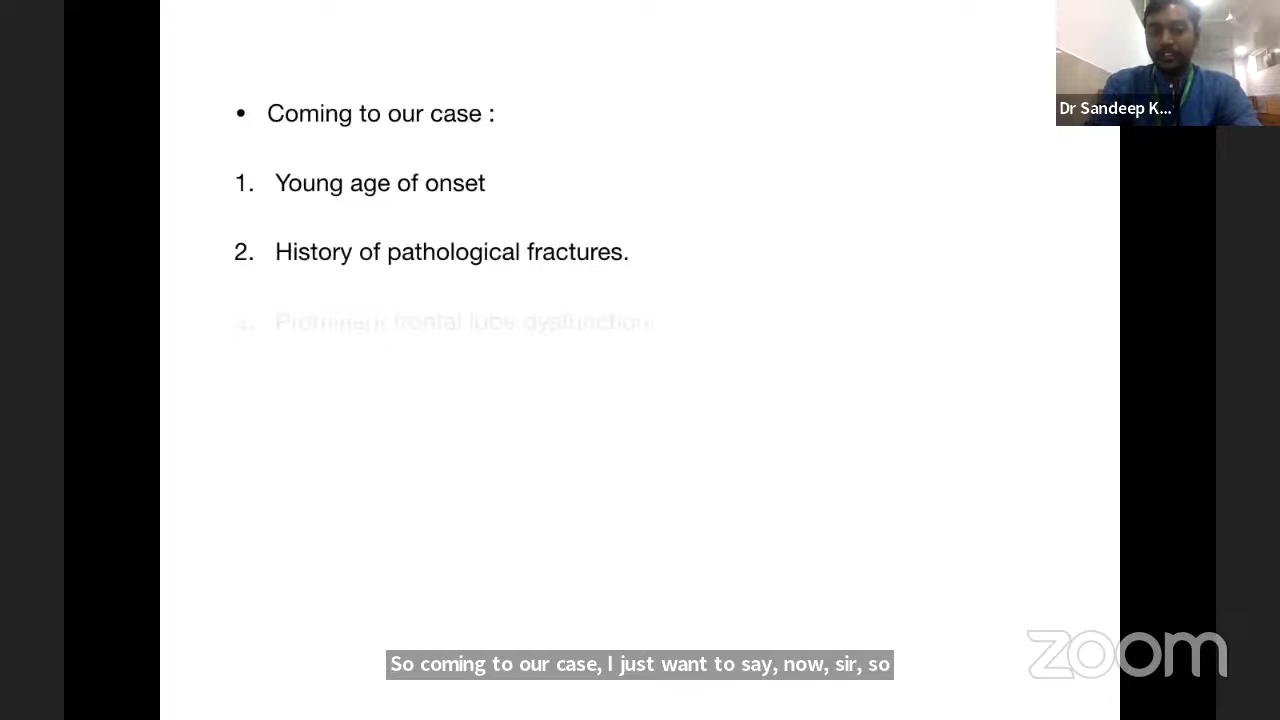 Dr Sandeep K...
• Coming to our case :
1. Young age of onset
2. History of pathological fractures.
3. Prominent frontal lobe dysfunction
So coming to our case, I just want to say, now, sir, so
zoom